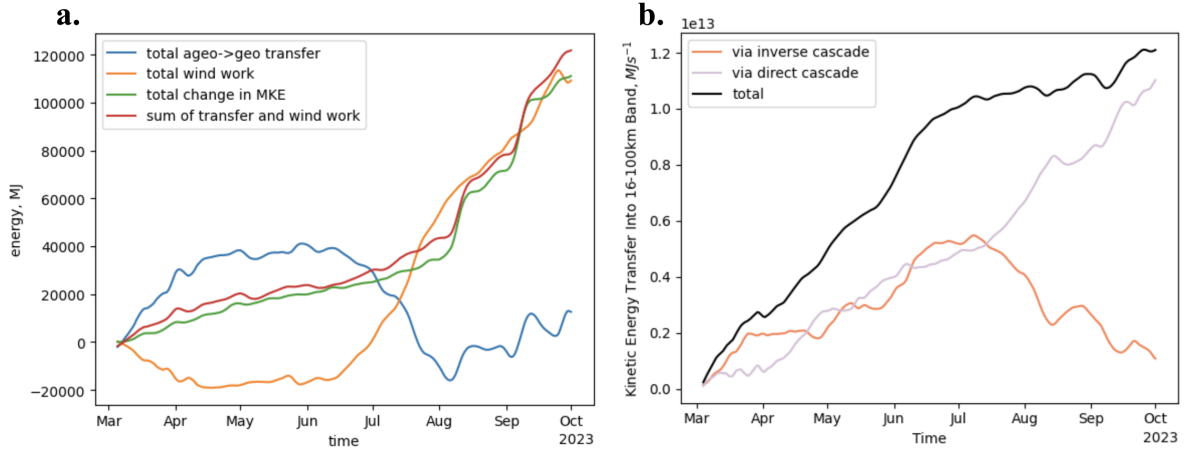 a.
total ageo->geo transfer
total wind work
total change in MKE
sum of transfer and wind work
energy, MJ
120000
100000
80000
60000
40000
20000
0
−20000
Mar
Apr
May
Jun
Jul
Aug
Sep
Oct
2023
time
b.
1e13
via inverse cascade
via direct cascade
total
Kinetic Energy Transfer Into 16-100km Band, MJs⁻¹
1.2
1.0
0.8
0.6
0.4
0.2
0.0
Mar
Apr
May
Jun
Jul
Aug
Sep
Oct
2023
Time